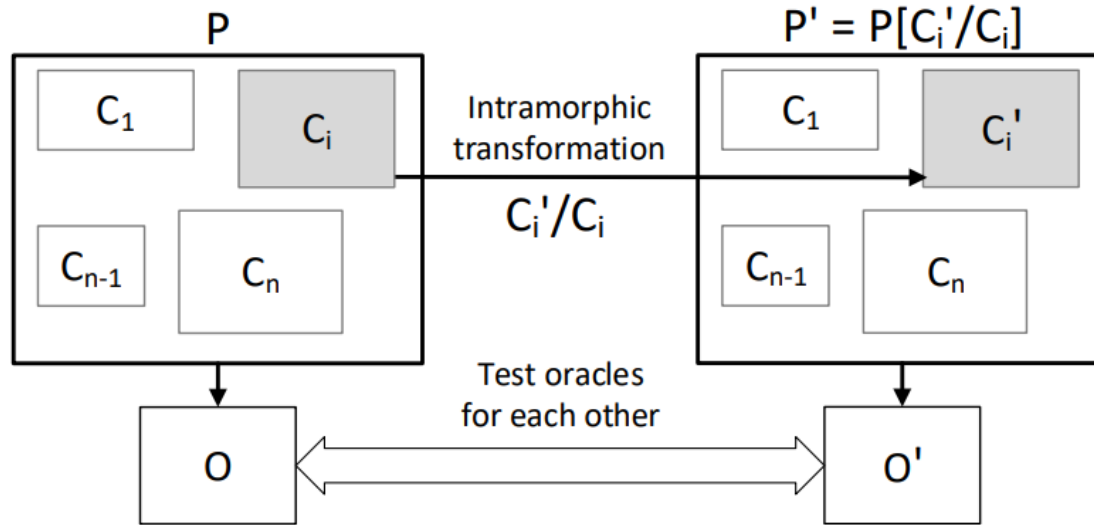 P
P' = P[Cᵢ'/Cᵢ]
C₁
Cᵢ
Intramorphic
transformation
Cᵢ'/Cᵢ
C₁
Cᵢ'
Cₙ₋₁
Cₙ
Cₙ₋₁
Cₙ
Test oracles
for each other
O
O'